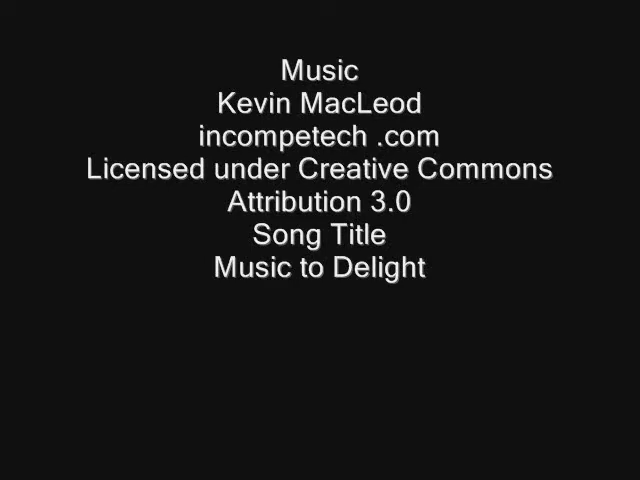 Music
Kevin MacLeod
incompetech .com
Licensed under Creative Commons
Attribution 3.0
Song Title
Music to Delight